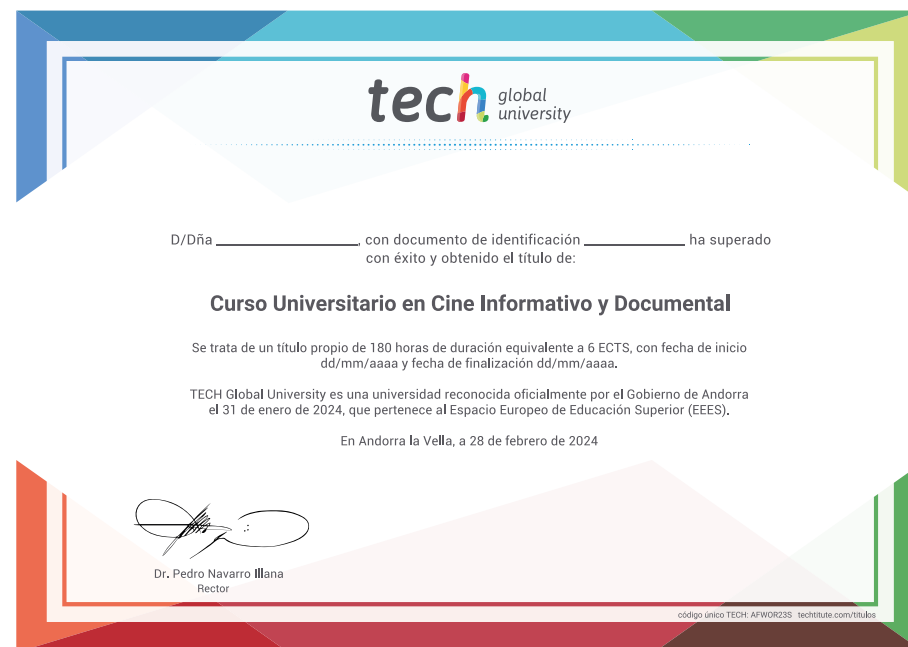 tech global university
D/Dña ____________________, con documento de identificación ______________ ha superado
con éxito y obtenido el título de:
Curso Universitario en Cine Informativo y Documental
Se trata de un título propio de 180 horas de duración equivalente a 6 ECTS, con fecha de inicio
dd/mm/aaaa y fecha de finalización dd/mm/aaaa.
TECH Global University es una universidad reconocida oficialmente por el Gobierno de Andorra
el 31 de enero de 2024, que pertenece al Espacio Europeo de Educación Superior (EEES).
En Andorra la Vella, a 28 de febrero de 2024
Dr. Pedro Navarro Illana
Rector
código único TECH: AFWOR23S techtitute.com/titulos